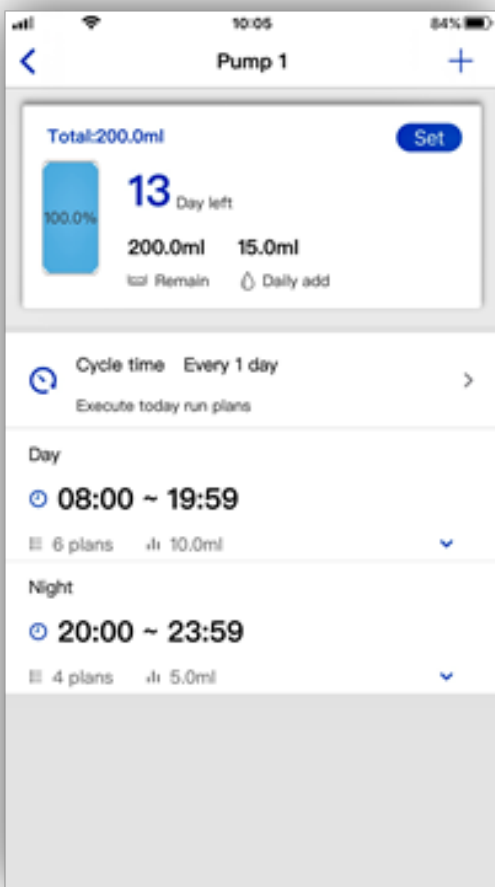 10:05 84%
Pump 1
Total:200.0ml Set
100.0%
13 Day left
200.0ml 15.0ml
Remain Daily add
Cycle time Every 1 day
Execute today run plans
Day
08:00 ~ 19:59
6 plans 10.0ml
Night
20:00 ~ 23:59
4 plans 5.0ml